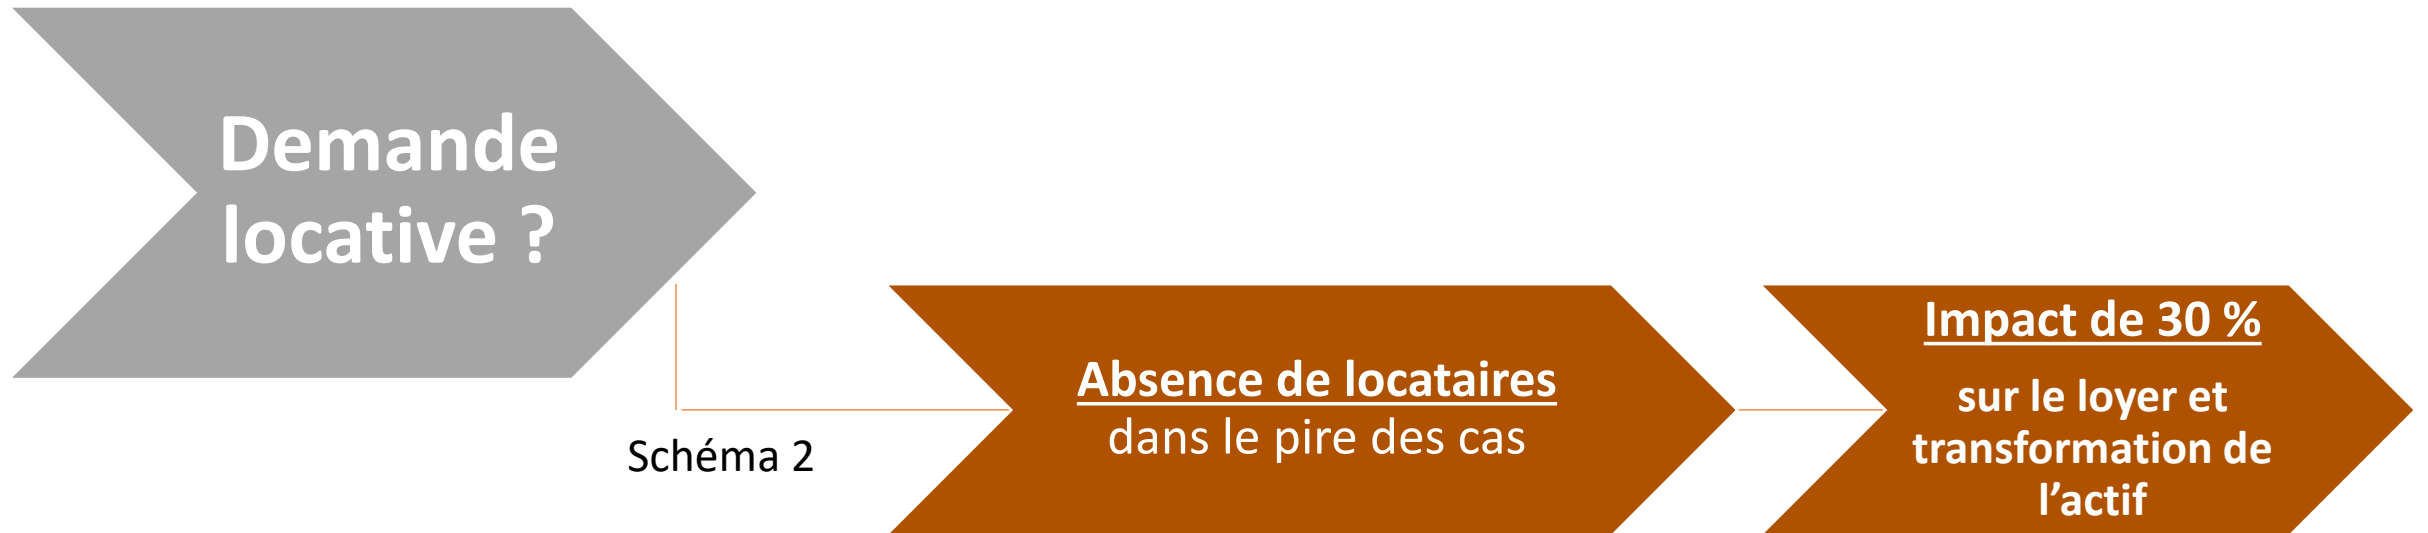 Demande
locative ?
Schéma 2
Absence de locataires
dans le pire des cas
Impact de 30 %
sur le loyer et
transformation de
l’actif